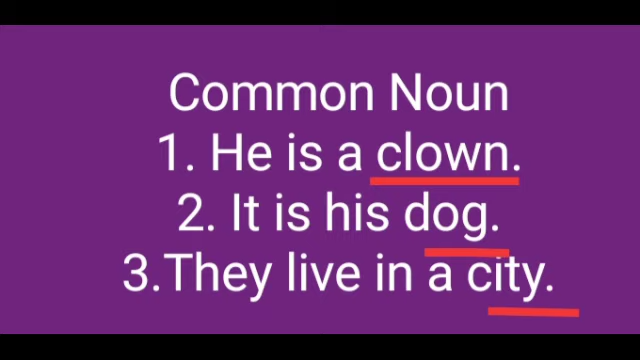 Common Noun
1. He is a clown.
2. It is his dog.
3.They live in a city.